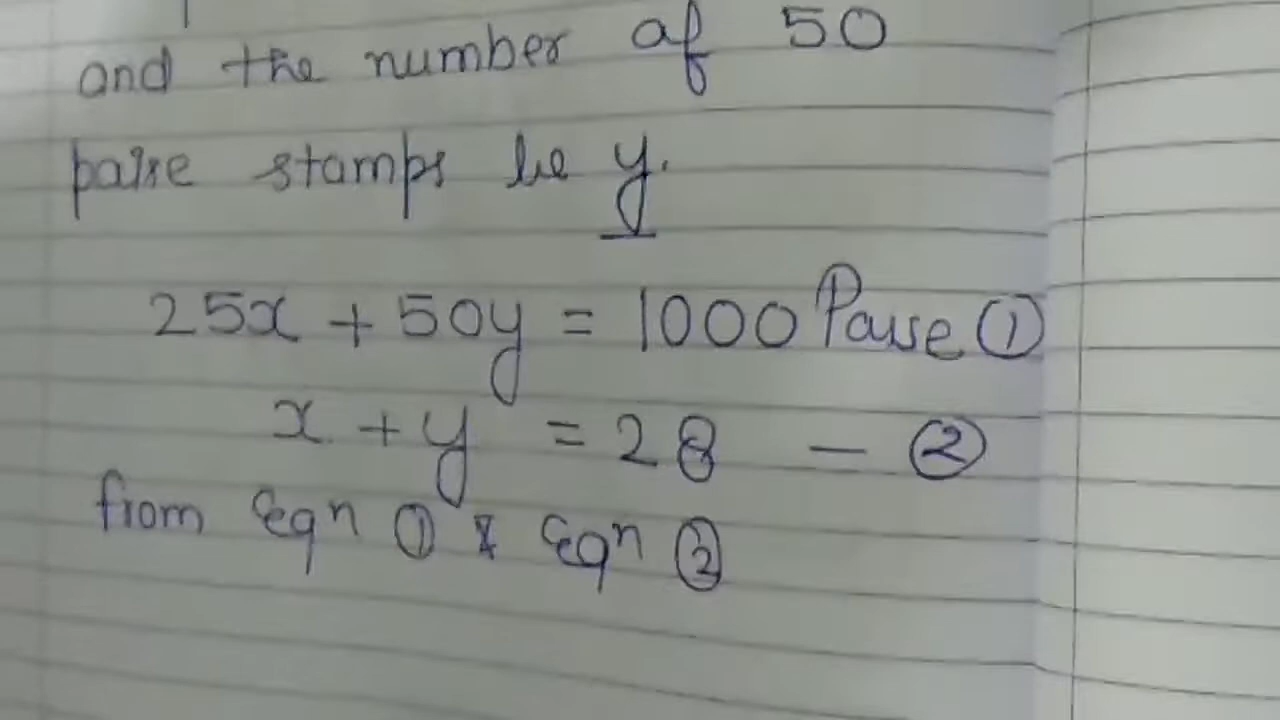 and the number of 50
paise stamps be y.
25x + 50y = 1000 Paise ①
x + y = 28 — ②
from eqn ① & eqn ②